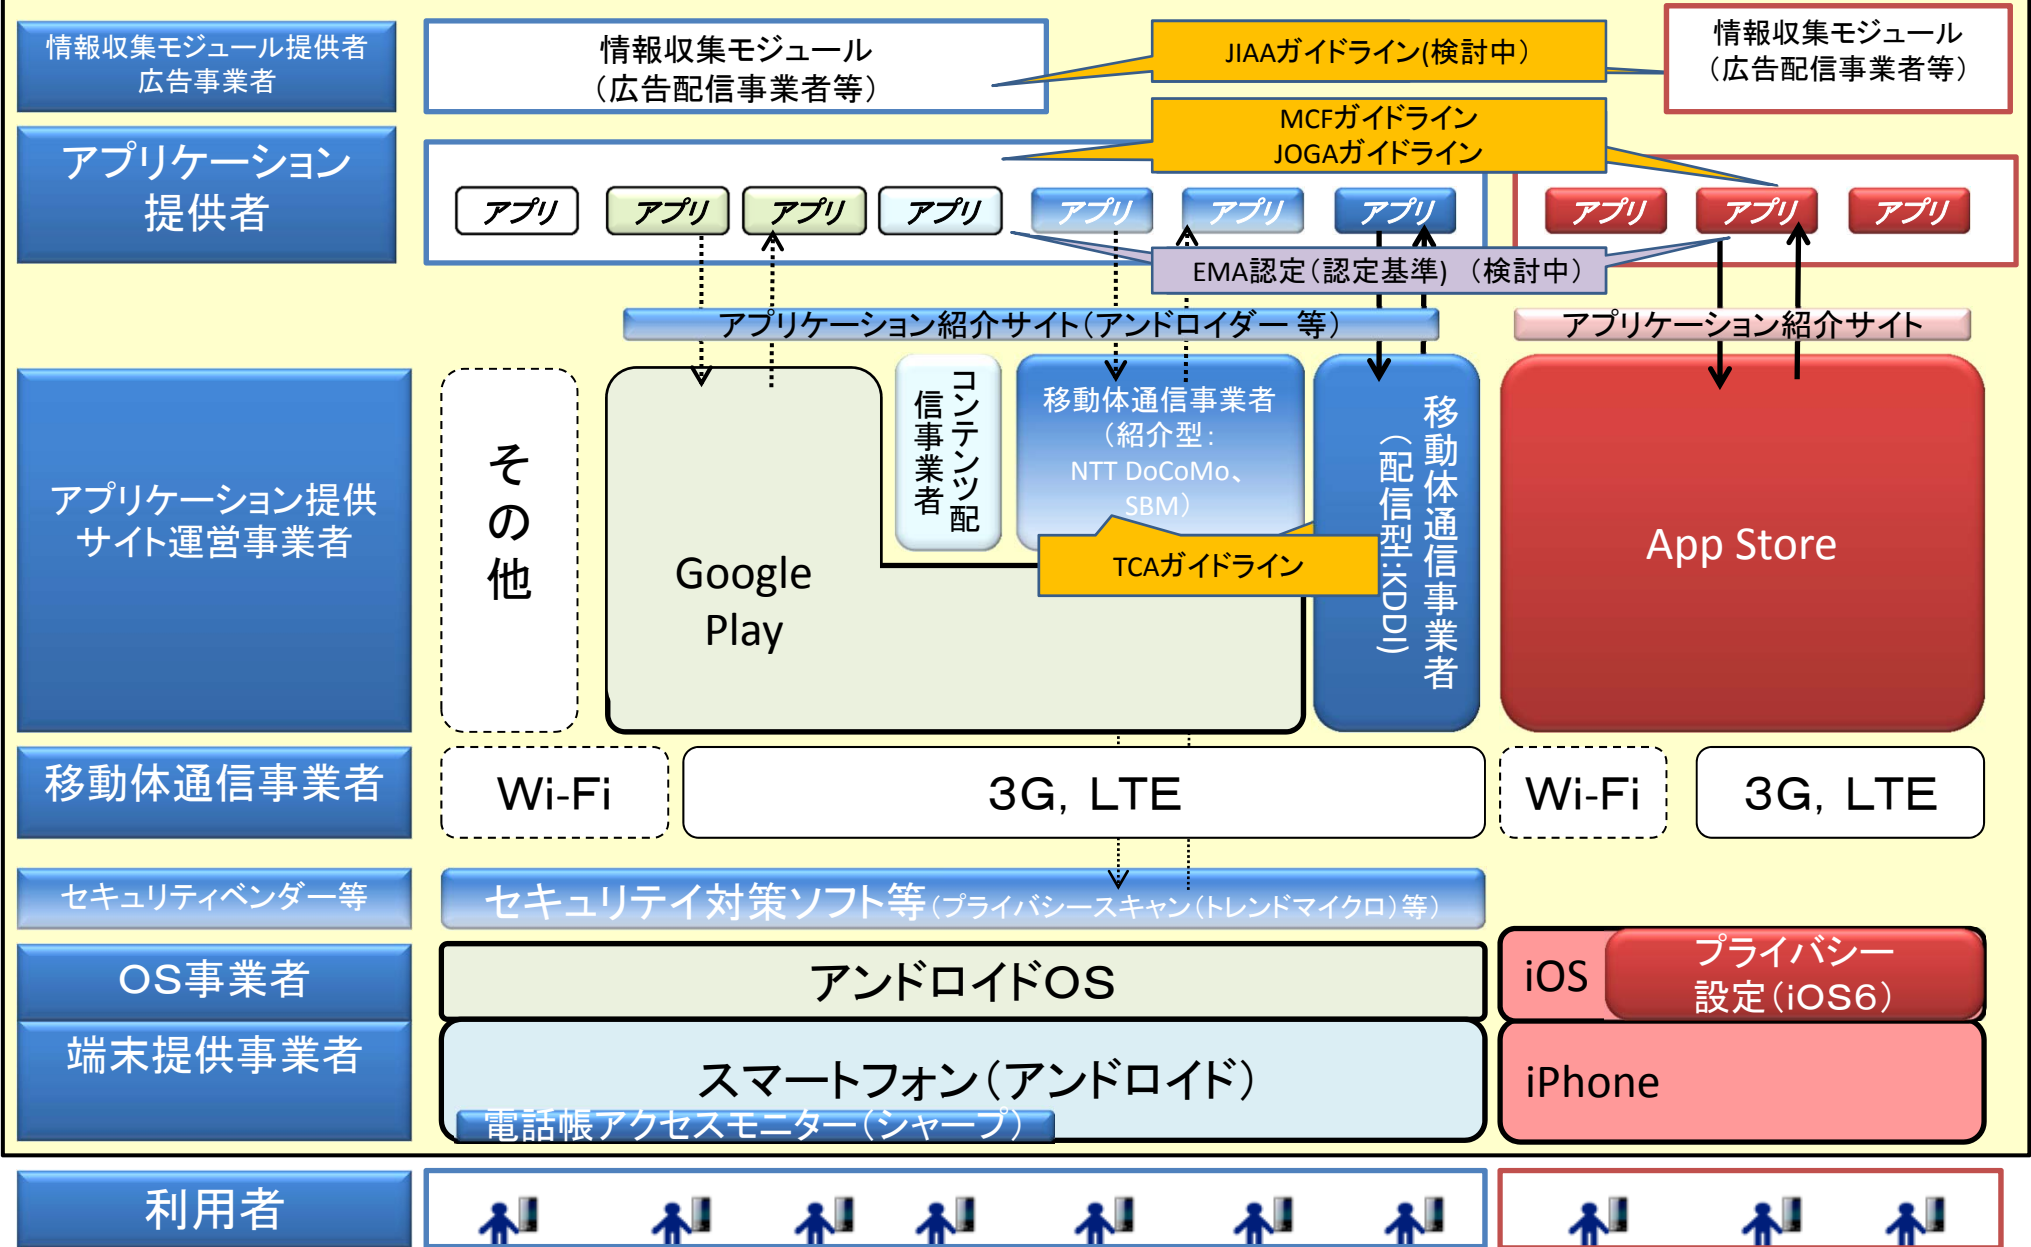 情報収集モジュール提供者
広告事業者
情報収集モジュール
（広告配信事業者等）
JIAAガイドライン(検討中）
情報収集モジュール
（広告配信事業者等）
アプリケーション
提供者
MCFガイドライン
JOGAガイドライン
アプリ
アプリ
アプリ
アプリ
アプリ
アプリ
アプリ
アプリ
アプリ
アプリ
EMA認定（認定基準）（検討中）
アプリケーション紹介サイト（アンドロイダー 等）
アプリケーション紹介サイト
アプリケーション提供
サイト運営事業者
その他
Google
Play
コンテンツ配
信事業者
移動体通信事業者
（紹介型：
NTT DoCoMo、
SBM）
TCAガイドライン
移動体通信事業者
（配信型：KDDI）
App Store
移動体通信事業者
Wi-Fi
3G, LTE
Wi-Fi
3G, LTE
セキュリティベンダー等
セキュリテイ対策ソフト等（プライバシースキャン（トレンドマイクロ）等）
OS事業者
アンドロイドOS
iOS
プライバシー
設定（iOS6）
端末提供事業者
スマートフォン（アンドロイド）
電話帳アクセスモニター（シャープ）
iPhone
利用者